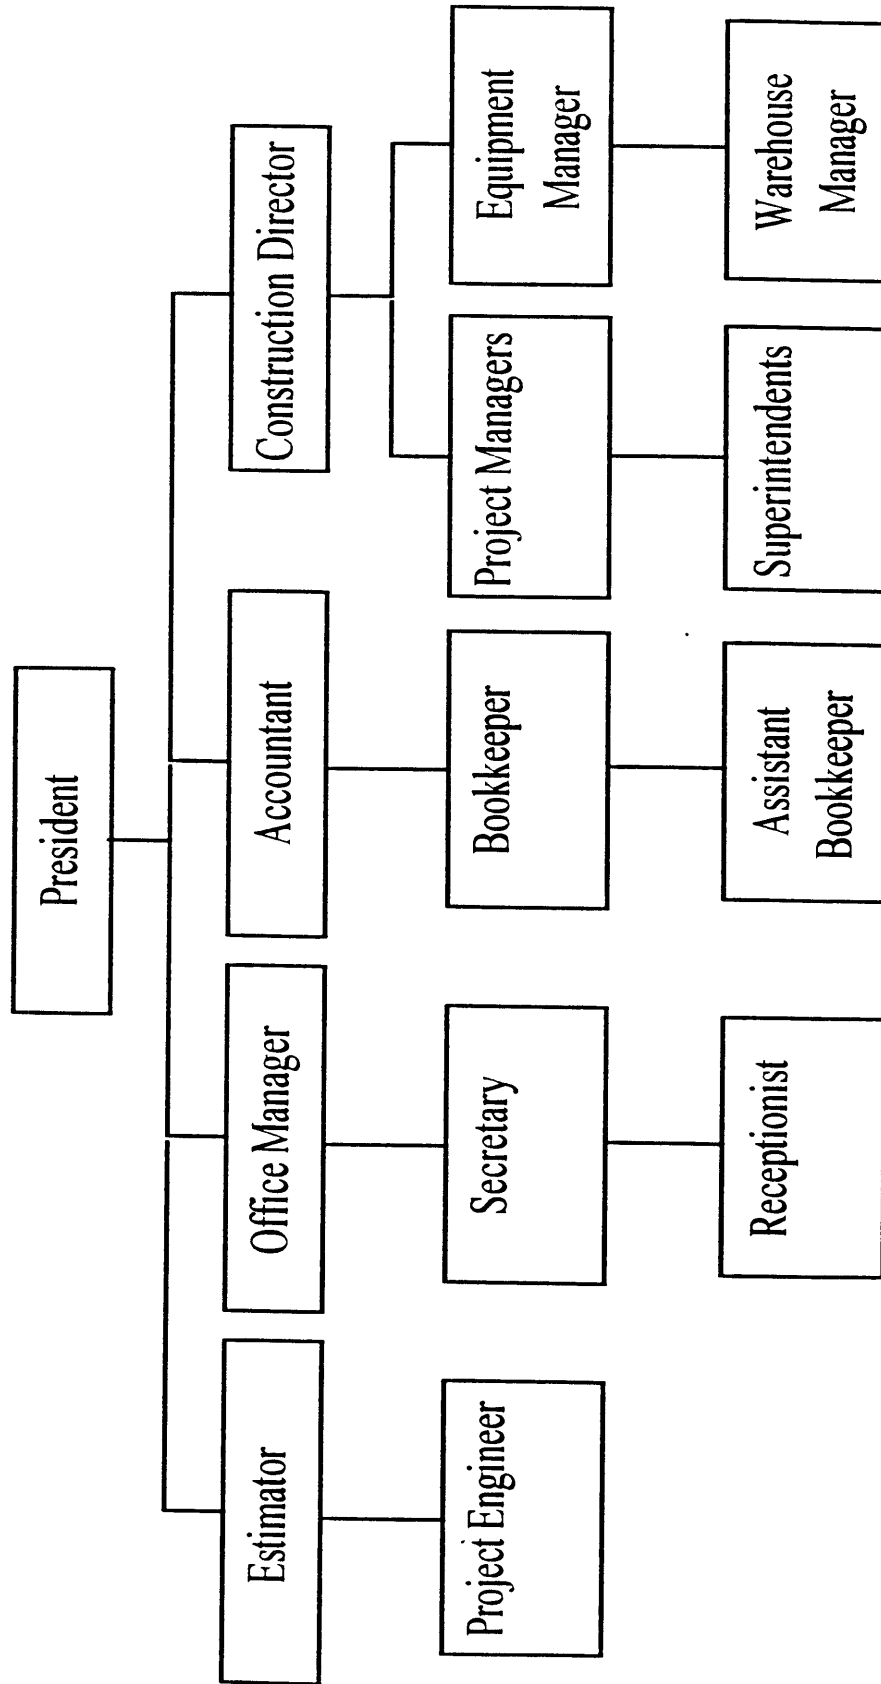 President
Estimator
Office Manager
Accountant
Construction Director
Project Engineer
Secretary
Bookkeeper
Project Managers
Equipment
Manager
Receptionist
Assistant
Bookkeeper
Superintendents
Warehouse
Manager